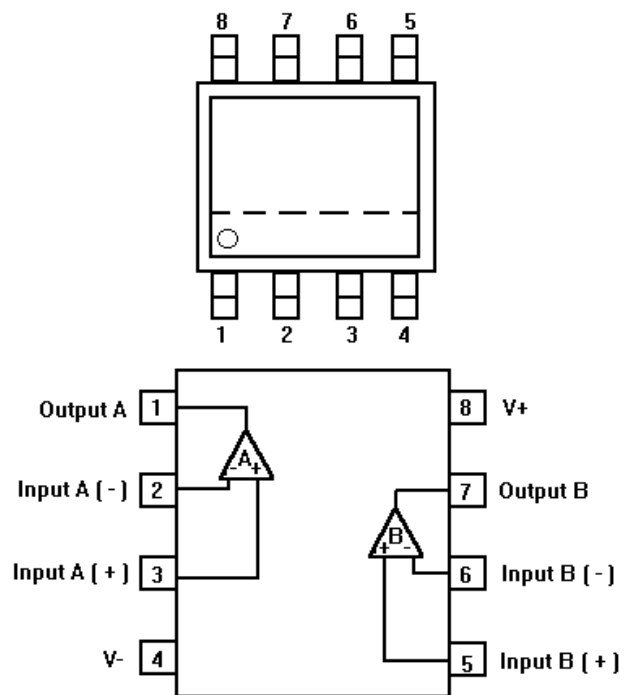 8 7 6 5
1 2 3 4
Output A 1 8 V+
-A+
Input A (-) 2 7 Output B
+B-
Input A (+) 3 6 Input B (-)
V- 4 5 Input B (+)